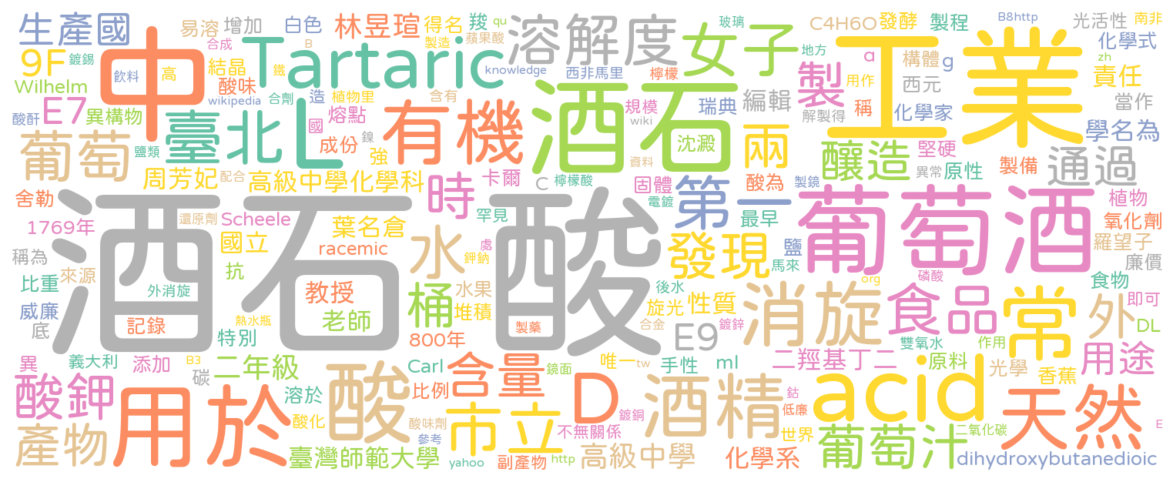 生產國
中
易溶
增加
白色
林昱瑄
得名
羧
qu
蘋果酸
玻璃
溶解度
女子
C4H6O
發酵
製程
B8http
光活性
南非
9F
鍍錫
合成
B
製造
Tartaric
工業
地方
zh
化學式
Wilhelm
飲料
高
結晶
鐵
knowledge
西非馬里
檸檬
製
a
構體
g
用作
西元
責任
E7
酸味
wikipedia
合劑
造
植物里
含有
酒石
規模
瑞典
編輯
稱
化學家
當作
酸酐
異構物
臺北
L
熔點
有機
wiki
解製得
學名為
葡萄
鹽類
國
成份
鎳
強
沈澱
兩
釀造
堅硬
通過
資料
異常
原性
製備
周芳妃
配合
高級中學化學科
時
卡爾
C
檸檬酸
固體
第一
酸為
製鏡
葡萄酒
植物
舍勒
酒石酸
還原劑
Scheele
葉名倉
罕見
電鍍
最早
氧化劑
1769年
國立
racemic
水
處
發現
鹽
羅望子
稱為
抗
鉀鈉
馬來
廉價
比重
來源
外消旋
教授
桶
水果
後水
消旋
食品
常
外
食物
威廉
熱水瓶
堆積
旋光
性質
org
磷酸
即可
底
記錄
特別
老師
800年
製藥
合金
鍍鋅
E9
雙氧水
DL
異
義大利
添加
B3
二年級
Carl
含量
唯一
tw
鏡面
手性
ml
二羥基丁二
作用
原料
用途
酸鉀
碳
用於
溶於
酸
比例
D
酒精
鈷
acid
光學
香蕉
天然
產物
酸化
酸味劑
市立
不無關係
鍍銅
低廉
世界
葡萄汁
二氧化碳
E
臺灣師範大學
參考
yahoo
副產物
http
高級中學
化學系
dihydroxybutanedioic